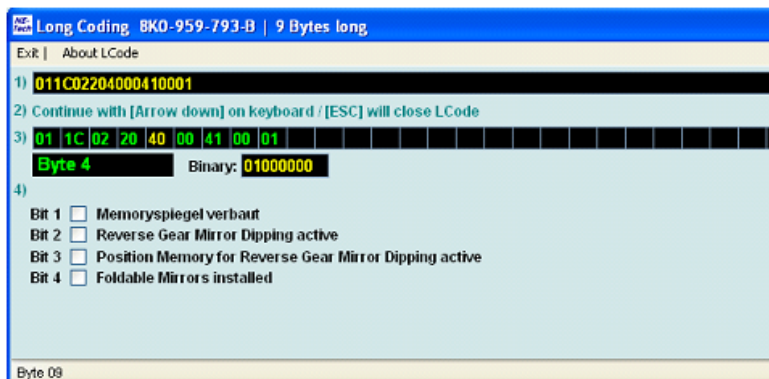 NE-Tech Long Coding 8K0-959-793-B | 9 Bytes long
Exit | About LCode
1) 011C02204000410001
2) Continue with [Arrow down] on keyboard / [ESC] will close LCode
3) 01 1C 02 20 40 00 41 00 01
Byte 4 Binary: 01000000
4)
Bit 1 Memoryspiegel verbaut
Bit 2 Reverse Gear Mirror Dipping active
Bit 3 Position Memory for Reverse Gear Mirror Dipping active
Bit 4 Foldable Mirrors installed
Byte 09